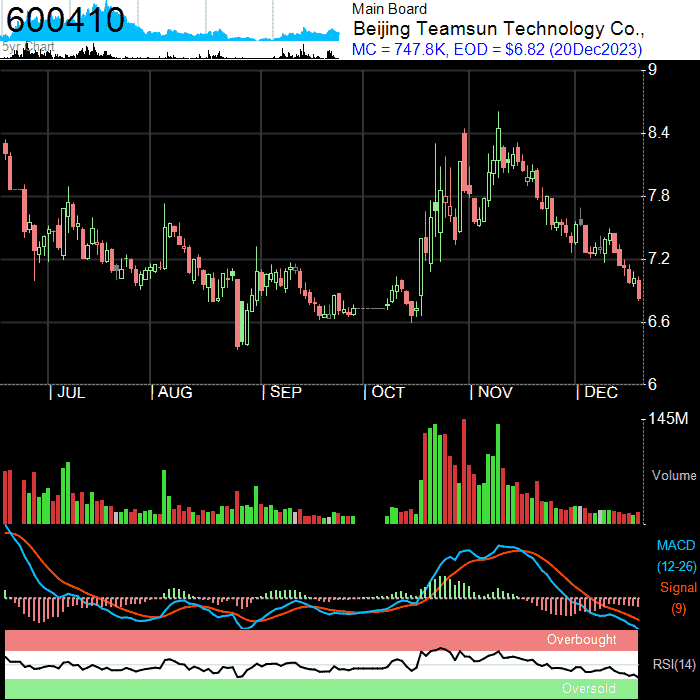 600410
5yr Chart
Main Board
Beijing Teamsun Technology Co.,
MC = 747.8K, EOD = $6.82 (20Dec2023)
9
8.4
7.8
7.2
6.6
6
| JUL | AUG | SEP | OCT | NOV | DEC
145M
Volume
MACD
(12-26)
Signal
(9)
Overbought
RSI(14)
Oversold